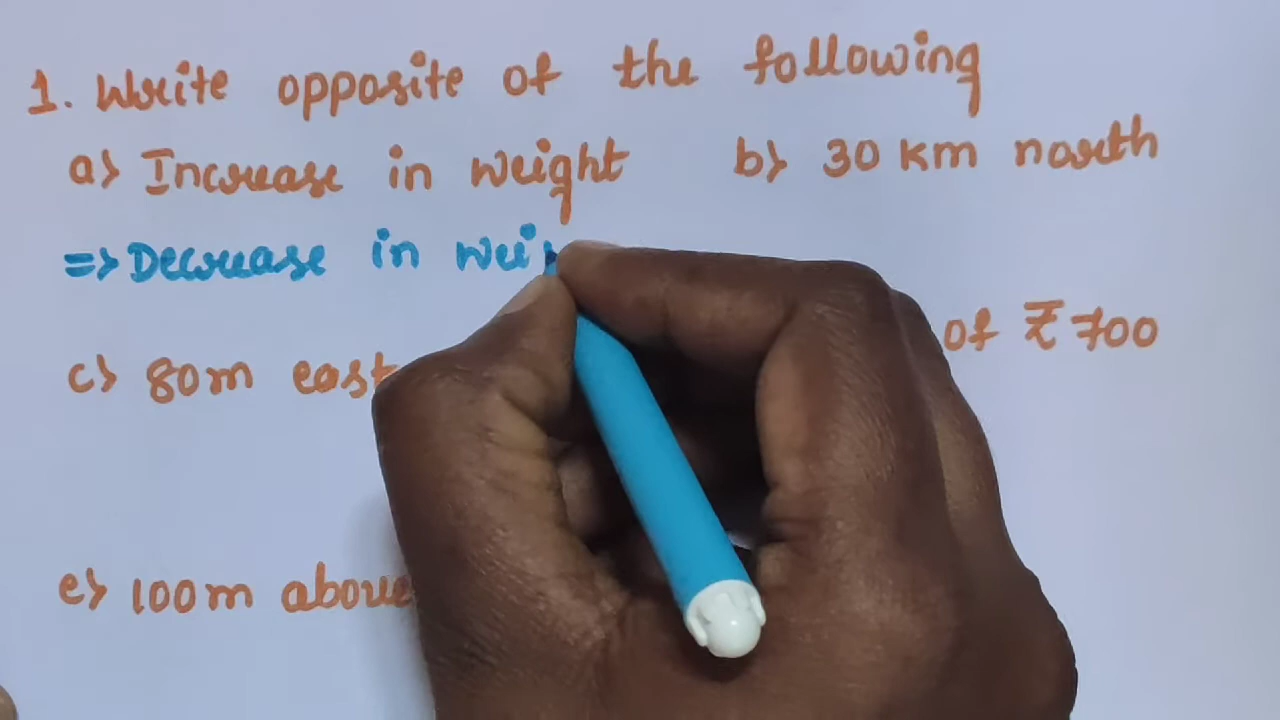 1. Write opposite of the following
a) Increase in weight b) 30 km north
=> Decrease in wei
c) 80m east of ₹ 700
e) 100m above